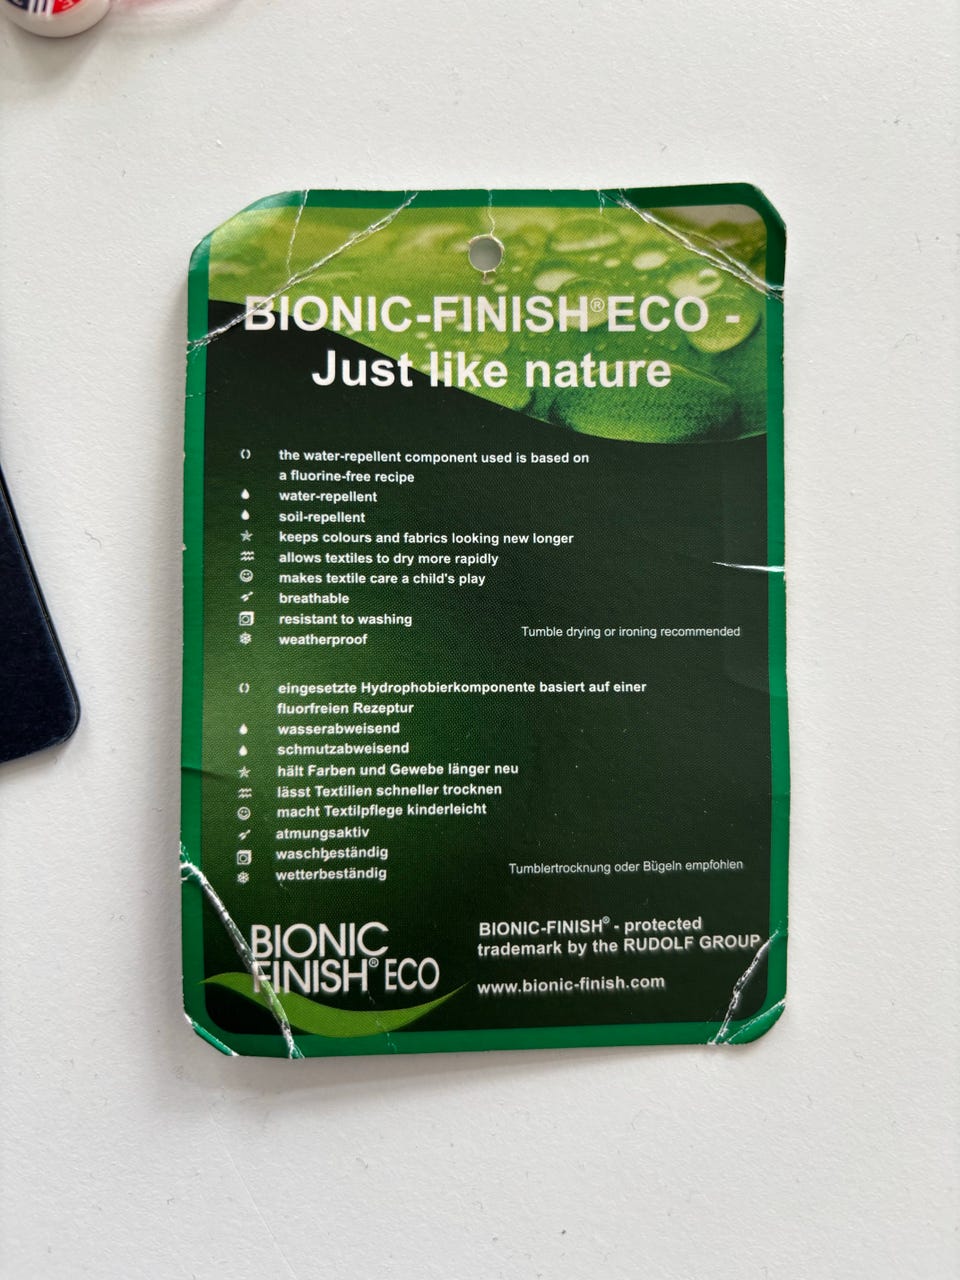 BIONIC-FINISH®ECO -
Just like nature
the water-repellent component used is based on
a fluorine-free recipe
water-repellent
soil-repellent
keeps colours and fabrics looking new longer
allows textiles to dry more rapidly
makes textile care a child's play
breathable
resistant to washing
weatherproof
Tumble drying or ironing recommended
eingesetzte Hydrophobierkomponente basiert auf einer
fluorfreien Rezeptur
wasserabweisend
schmutzabweisend
hält Farben und Gewebe länger neu
lässt Textilien schneller trocknen
macht Textilpflege kinderleicht
atmungsaktiv
waschbeständig
wetterbeständig
Tumblertrocknung oder Bügeln empfohlen
BIONIC
FINISH® ECO
BIONIC-FINISH® - protected
trademark by the RUDOLF GROUP
www.bionic-finish.com